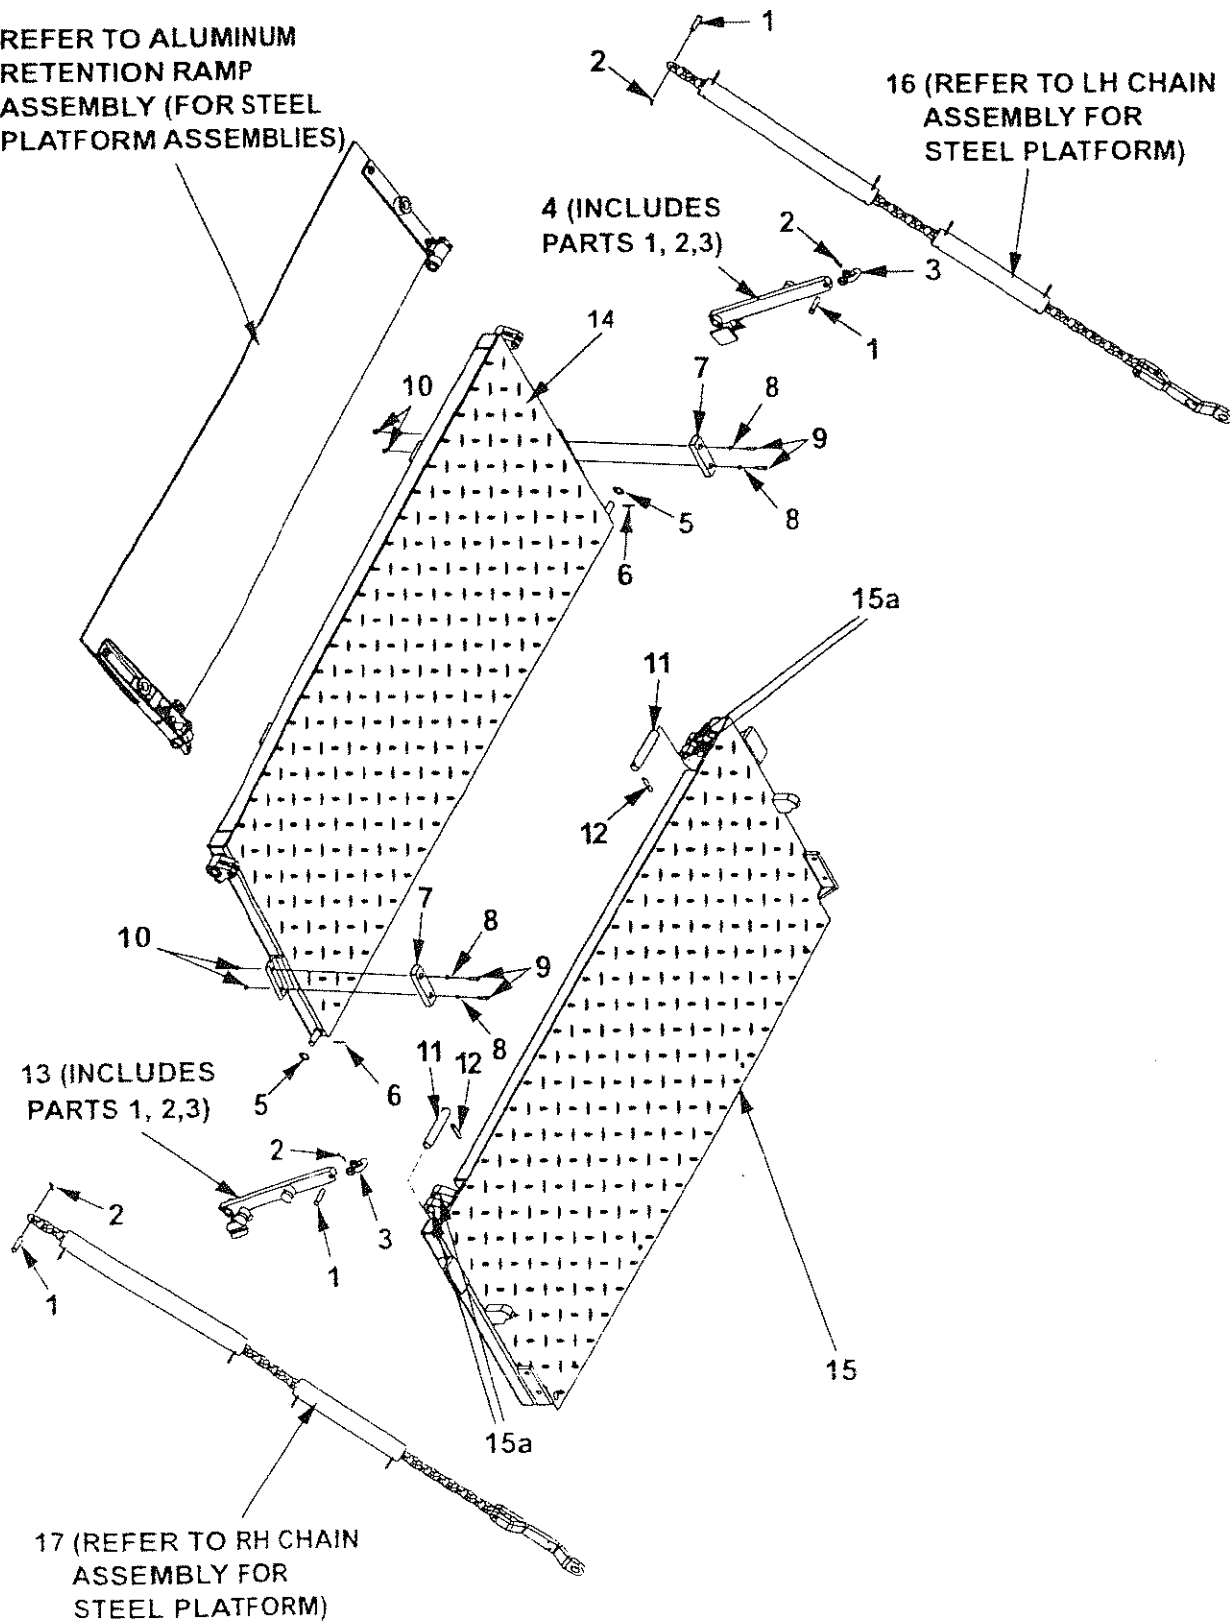 REFER TO ALUMINUM
RETENTION RAMP
ASSEMBLY (FOR STEEL
PLATFORM ASSEMBLIES)
1
2
16 (REFER TO LH CHAIN
ASSEMBLY FOR
STEEL PLATFORM)
4 (INCLUDES
PARTS 1, 2,3)
2
3
1
14
10
7
8
9
8
5
6
15a
11
12
7
8
10
9
8
11
12
5
6
13 (INCLUDES
PARTS 1, 2,3)
2
2
3
1
1
15
15a
17 (REFER TO RH CHAIN
ASSEMBLY FOR
STEEL PLATFORM)